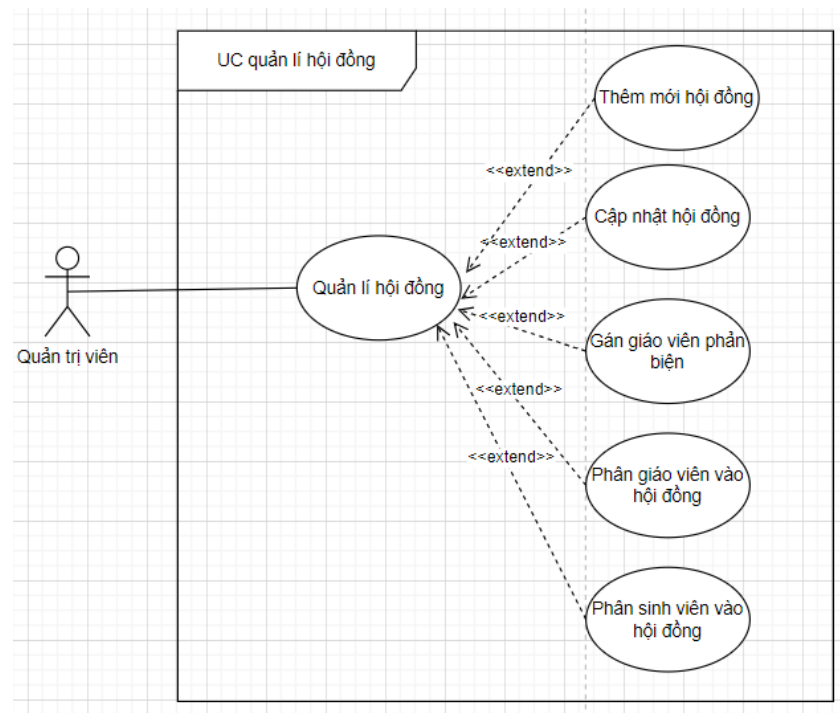 UC quản lí hội đồng
Thêm mới hội đồng
<<extend>>
Cập nhật hội đồng
<<extend>>
Quản lí hội đồng
<<extend>>
Gán giáo viên phản
biện
Quản trị viên
<<extend>>
<<extend>>
Phân giáo viên vào
hội đồng
Phân sinh viên vào
hội đồng